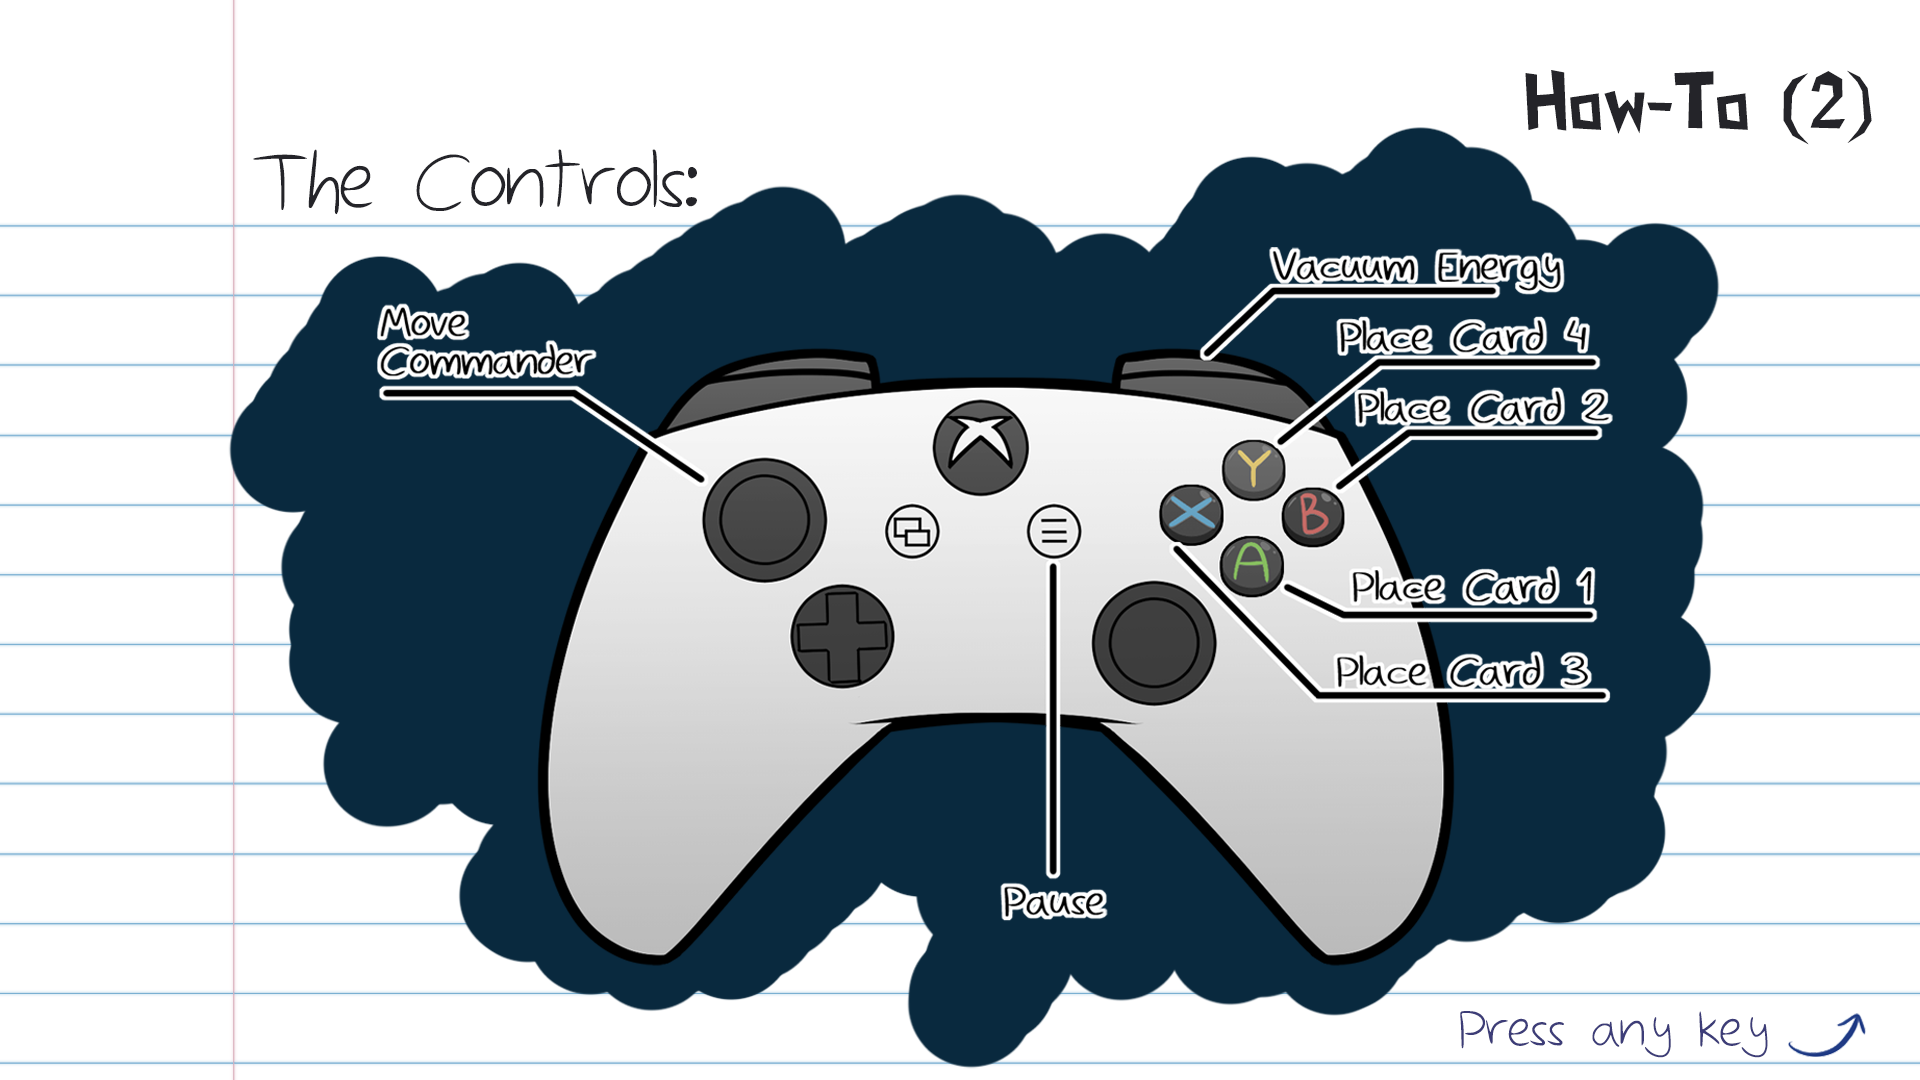 How-To (2)
The Controls:
Vacuum Energy
Move
Commander
Place Card 4
Place Card 2
Y
X
B
A
Place Card 1
Place Card 3
Pause
Press any key